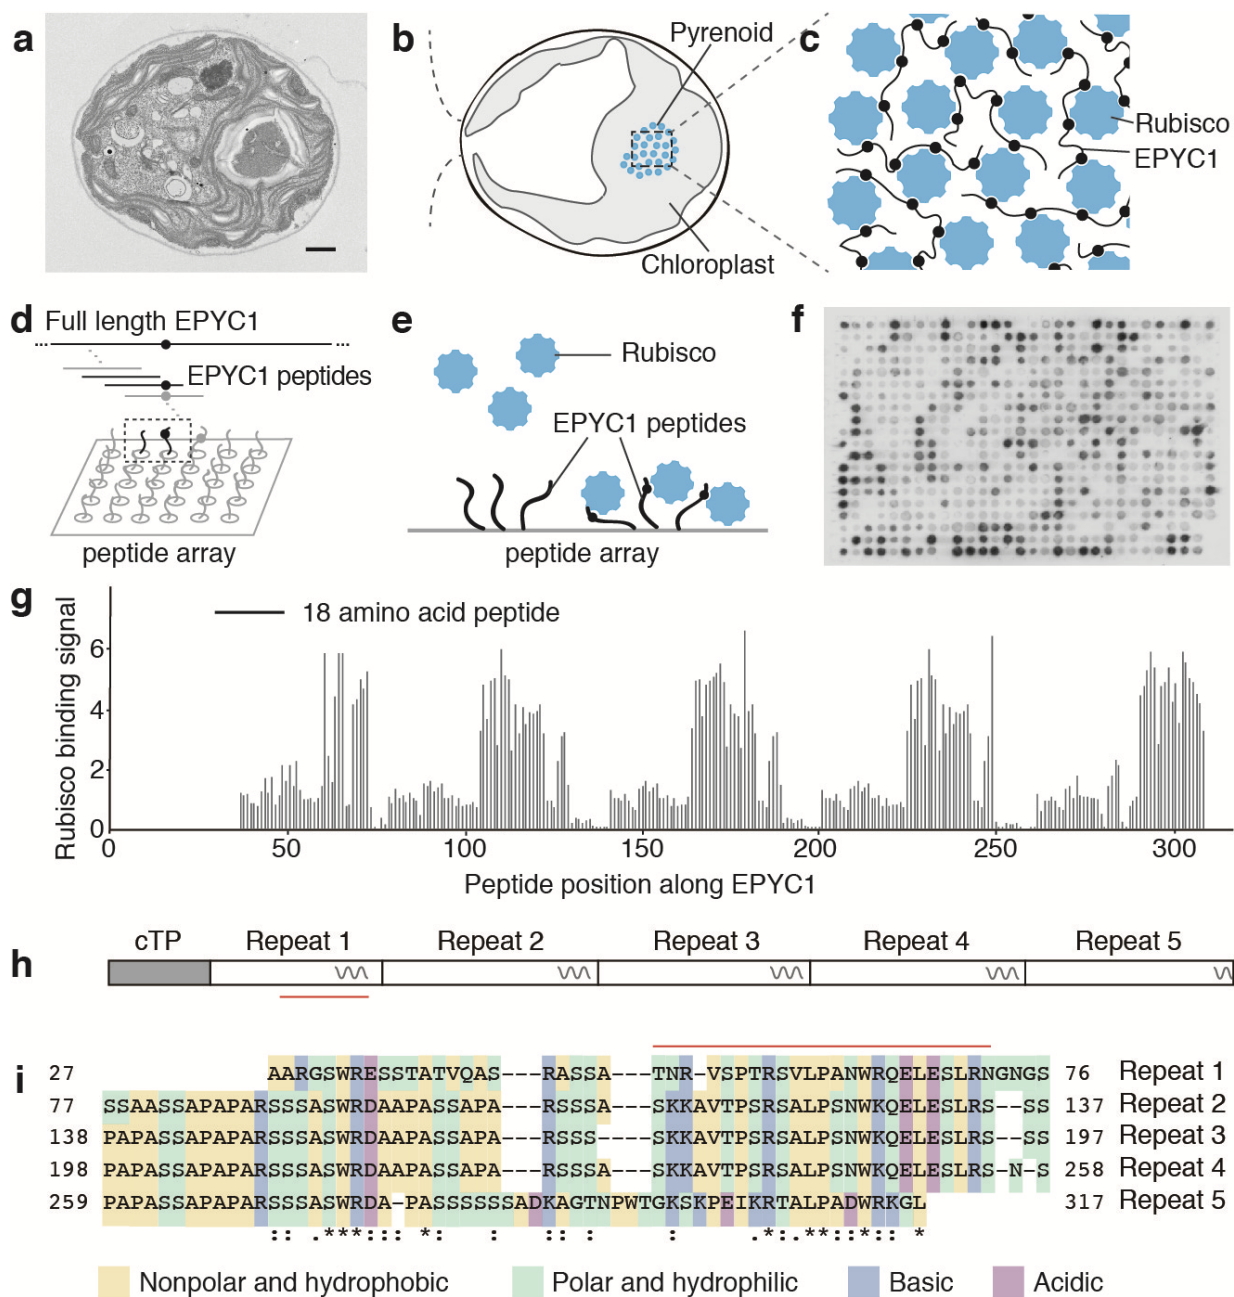 a
b
Pyrenoid
Chloroplast
c
Rubisco
EPYC1
d
Full length EPYC1
EPYC1 peptides
peptide array
e
Rubisco
EPYC1 peptides
peptide array
f
g
18 amino acid peptide
Rubisco binding signal
6
4
2
0
0 50 100 150 200 250 300
Peptide position along EPYC1
h
cTP Repeat 1 Repeat 2 Repeat 3 Repeat 4 Repeat 5
i
27 AARGSWRESSTATVQAS---RASSA---TNR-VSPTRSVLPANWRQELESLRNGNGS 76 Repeat 1
77 SSAASSAPAPARSSSASWRDAAPASSAPA---RSSSA---SKKAVTPSRSALPSNWKQELESLRS--SS 137 Repeat 2
138 PAPASSAPAPARSSSASWRDAAPASSAPA---RSSS----SKKAVTPSRSALPSNWKQELESLRS--SS 197 Repeat 3
198 PAPASSAPAPARSSSASWRDAAPASSAPA---RSSSA---SKKAVTPSRSALPSNWKQELESLRS-N-S 258 Repeat 4
259 PAPASSAPAPARSSSASWRDA-PASSSSSSADKAGTNPWTGKSKPEIKRTALPADWRKGL 317 Repeat 5
:: .***::: *: : : : : : .*:.**::*:: *
Nonpolar and hydrophobic Polar and hydrophilic Basic Acidic